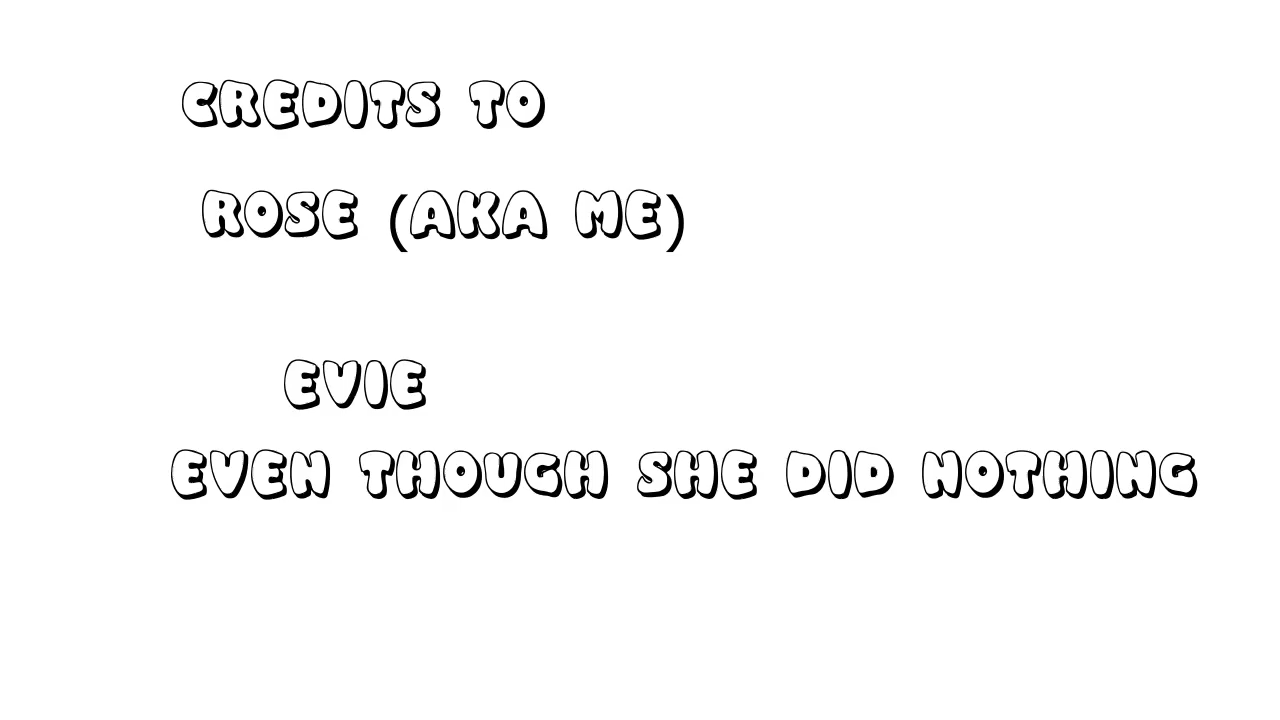 CREDITS TO
ROSE (AKA ME)
EVIE
EVEN THOUGH SHE DID NOTHING